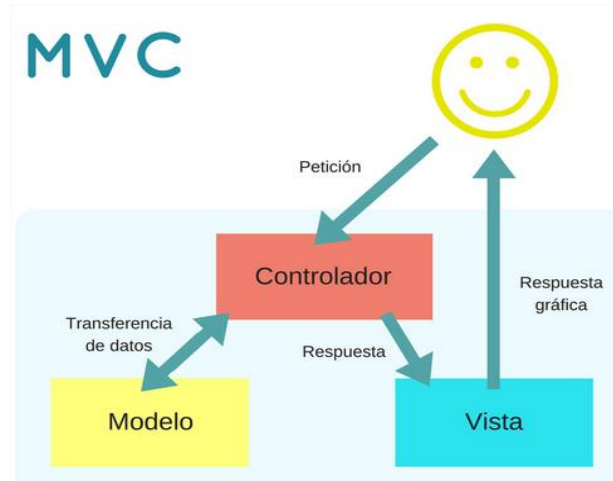 MVC
Petición
Controlador
Respuesta
gráfica
Transferencia
de datos
Respuesta
Modelo
Vista